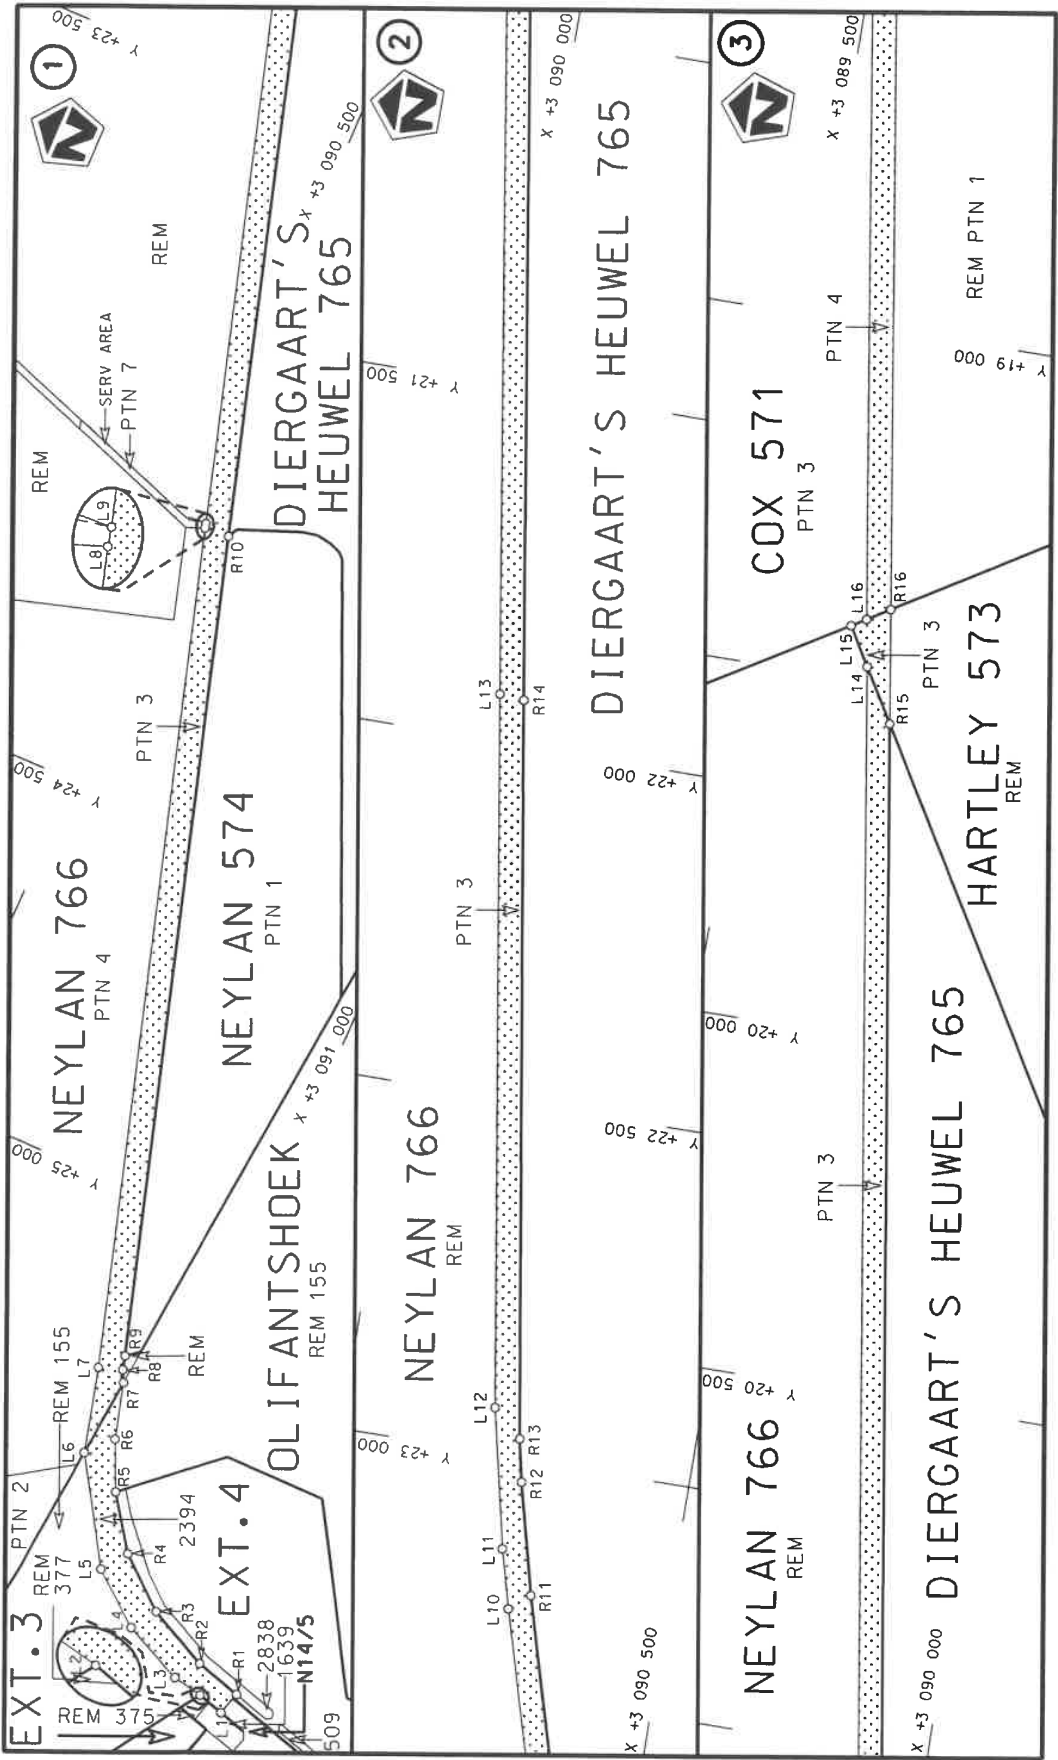 1
N
Y +23 500
REM
SERV AREA
PTN 7
REM
L8
L9
R10
DIERGAART'S
HEUWEL 765
X +3 090 500
PTN 3
Y +24 500
NEYLAN 766
PTN 4
NEYLAN 574
PTN 1
X +3 091 000
Y +25 000
OLIFANTSHOEK
REM 155
REM 155
L7
R9
R8
REM
R7
L6
R6
R5
PTN 2
REM
377
L5
2394
R4
EXT.4
EXT.3
L4
R3
R2
L3
R1
2838
1639
N14/5
REM 375
L1
509
2
N
X +3 090 000
DIERGAART'S HEUWEL 765
Y +21 500
L13
R14
Y +22 000
PTN 3
NEYLAN 766
REM
Y +22 500
L12
R13
R12
Y +23 000
L11
L10
R11
X +3 090 500
3
N
X +3 089 500
PTN 4
REM PTN 1
Y +19 000
COX 571
PTN 3
L16
R16
L15
L14
PTN 3
R15
HARTLEY 573
REM
Y +20 000
PTN 3
DIERGAART'S HEUWEL 765
Y +20 500
NEYLAN 766
REM
X +3 090 000